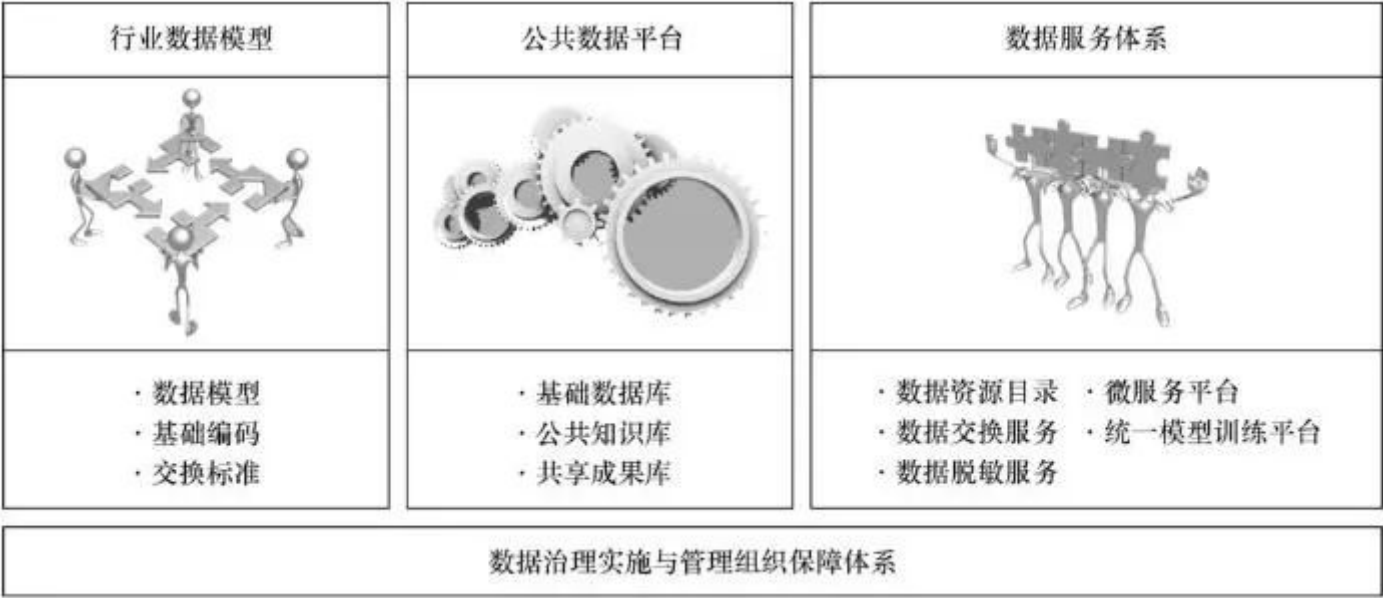 行业数据模型
公共数据平台
数据服务体系
· 数据模型
· 基础编码
· 交换标准
· 基础数据库
· 公共知识库
· 共享成果库
· 数据资源目录
· 数据交换服务
· 数据脱敏服务
· 微服务平台
· 统一模型训练平台
数据治理实施与管理组织保障体系